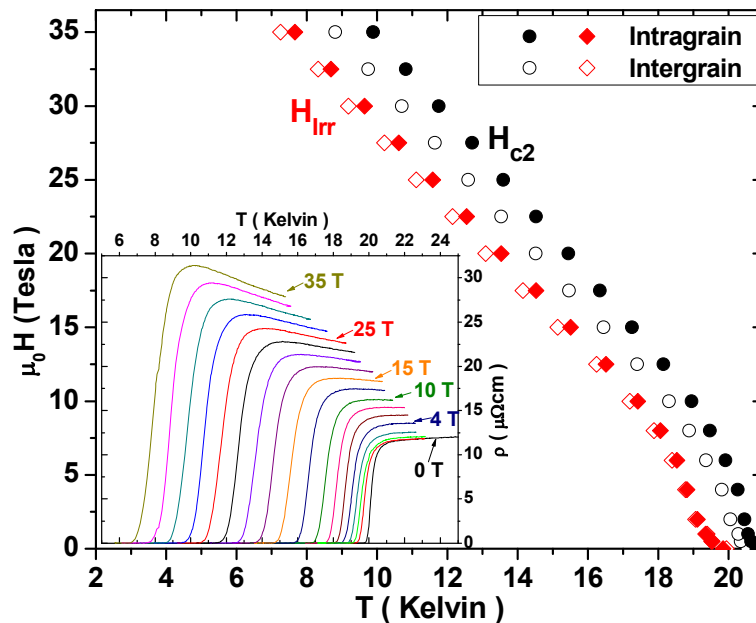 35
30
25
20
15
10
5
0
μ₀H (Tesla)
2 4 6 8 10 12 14 16 18 20
T ( Kelvin )
Intragrain
Intergrain
H_Irr
H_c2
T ( Kelvin )
6 8 10 12 14 16 18 20 22 24
30
25
20
15
10
5
0
ρ ( μΩcm )
35 T
25 T
15 T
10 T
4 T
0 T